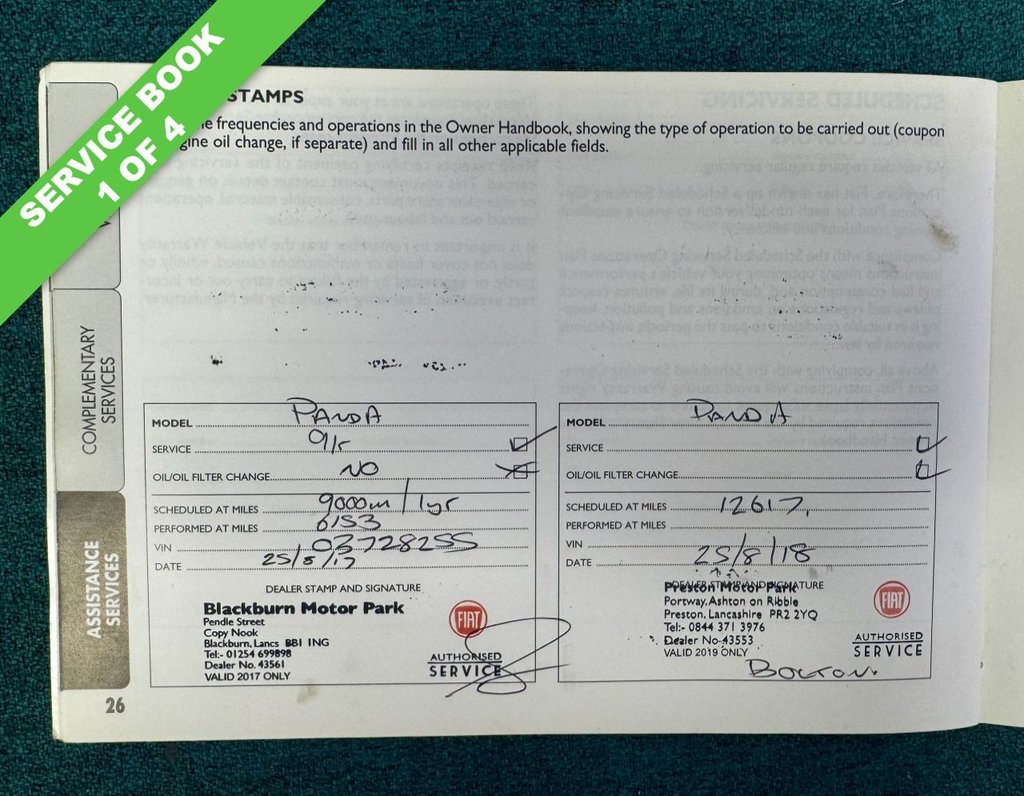 SERVICE BOOK
1 OF 4
STAMPS
frequencies and operations in the Owner Handbook, showing the type of operation to be carried out (coupon
oil change, if separate) and fill in all other applicable fields.
COMPLEMENTARY
SERVICES
ASSISTANCE
SERVICES
MODEL PANDA
SERVICE
OIL/OIL FILTER CHANGE NO
SCHEDULED AT MILES 9000m / 1yr
PERFORMED AT MILES 6153
VIN 03728255
DATE 25/8/17
DEALER STAMP AND SIGNATURE
Blackburn Motor Park
Pendle Street
Copy Nook
Blackburn, Lancs BB1 1NG
Tel:- 01254 699898
Dealer No. 43561
VALID 2017 ONLY
FIAT
AUTHORISED
SERVICE
MODEL PANDA
SERVICE
OIL/OIL FILTER CHANGE
SCHEDULED AT MILES 12617.
PERFORMED AT MILES
VIN
DATE 25/8/18
DEALER STAMP AND SIGNATURE
Preston Motor Park
Portway, Ashton on Ribble
Preston, Lancashire PR2 2YQ
Tel:- 0844 371 3976
Dealer No-43553
VALID 2019 ONLY
FIAT
AUTHORISED
SERVICE
26